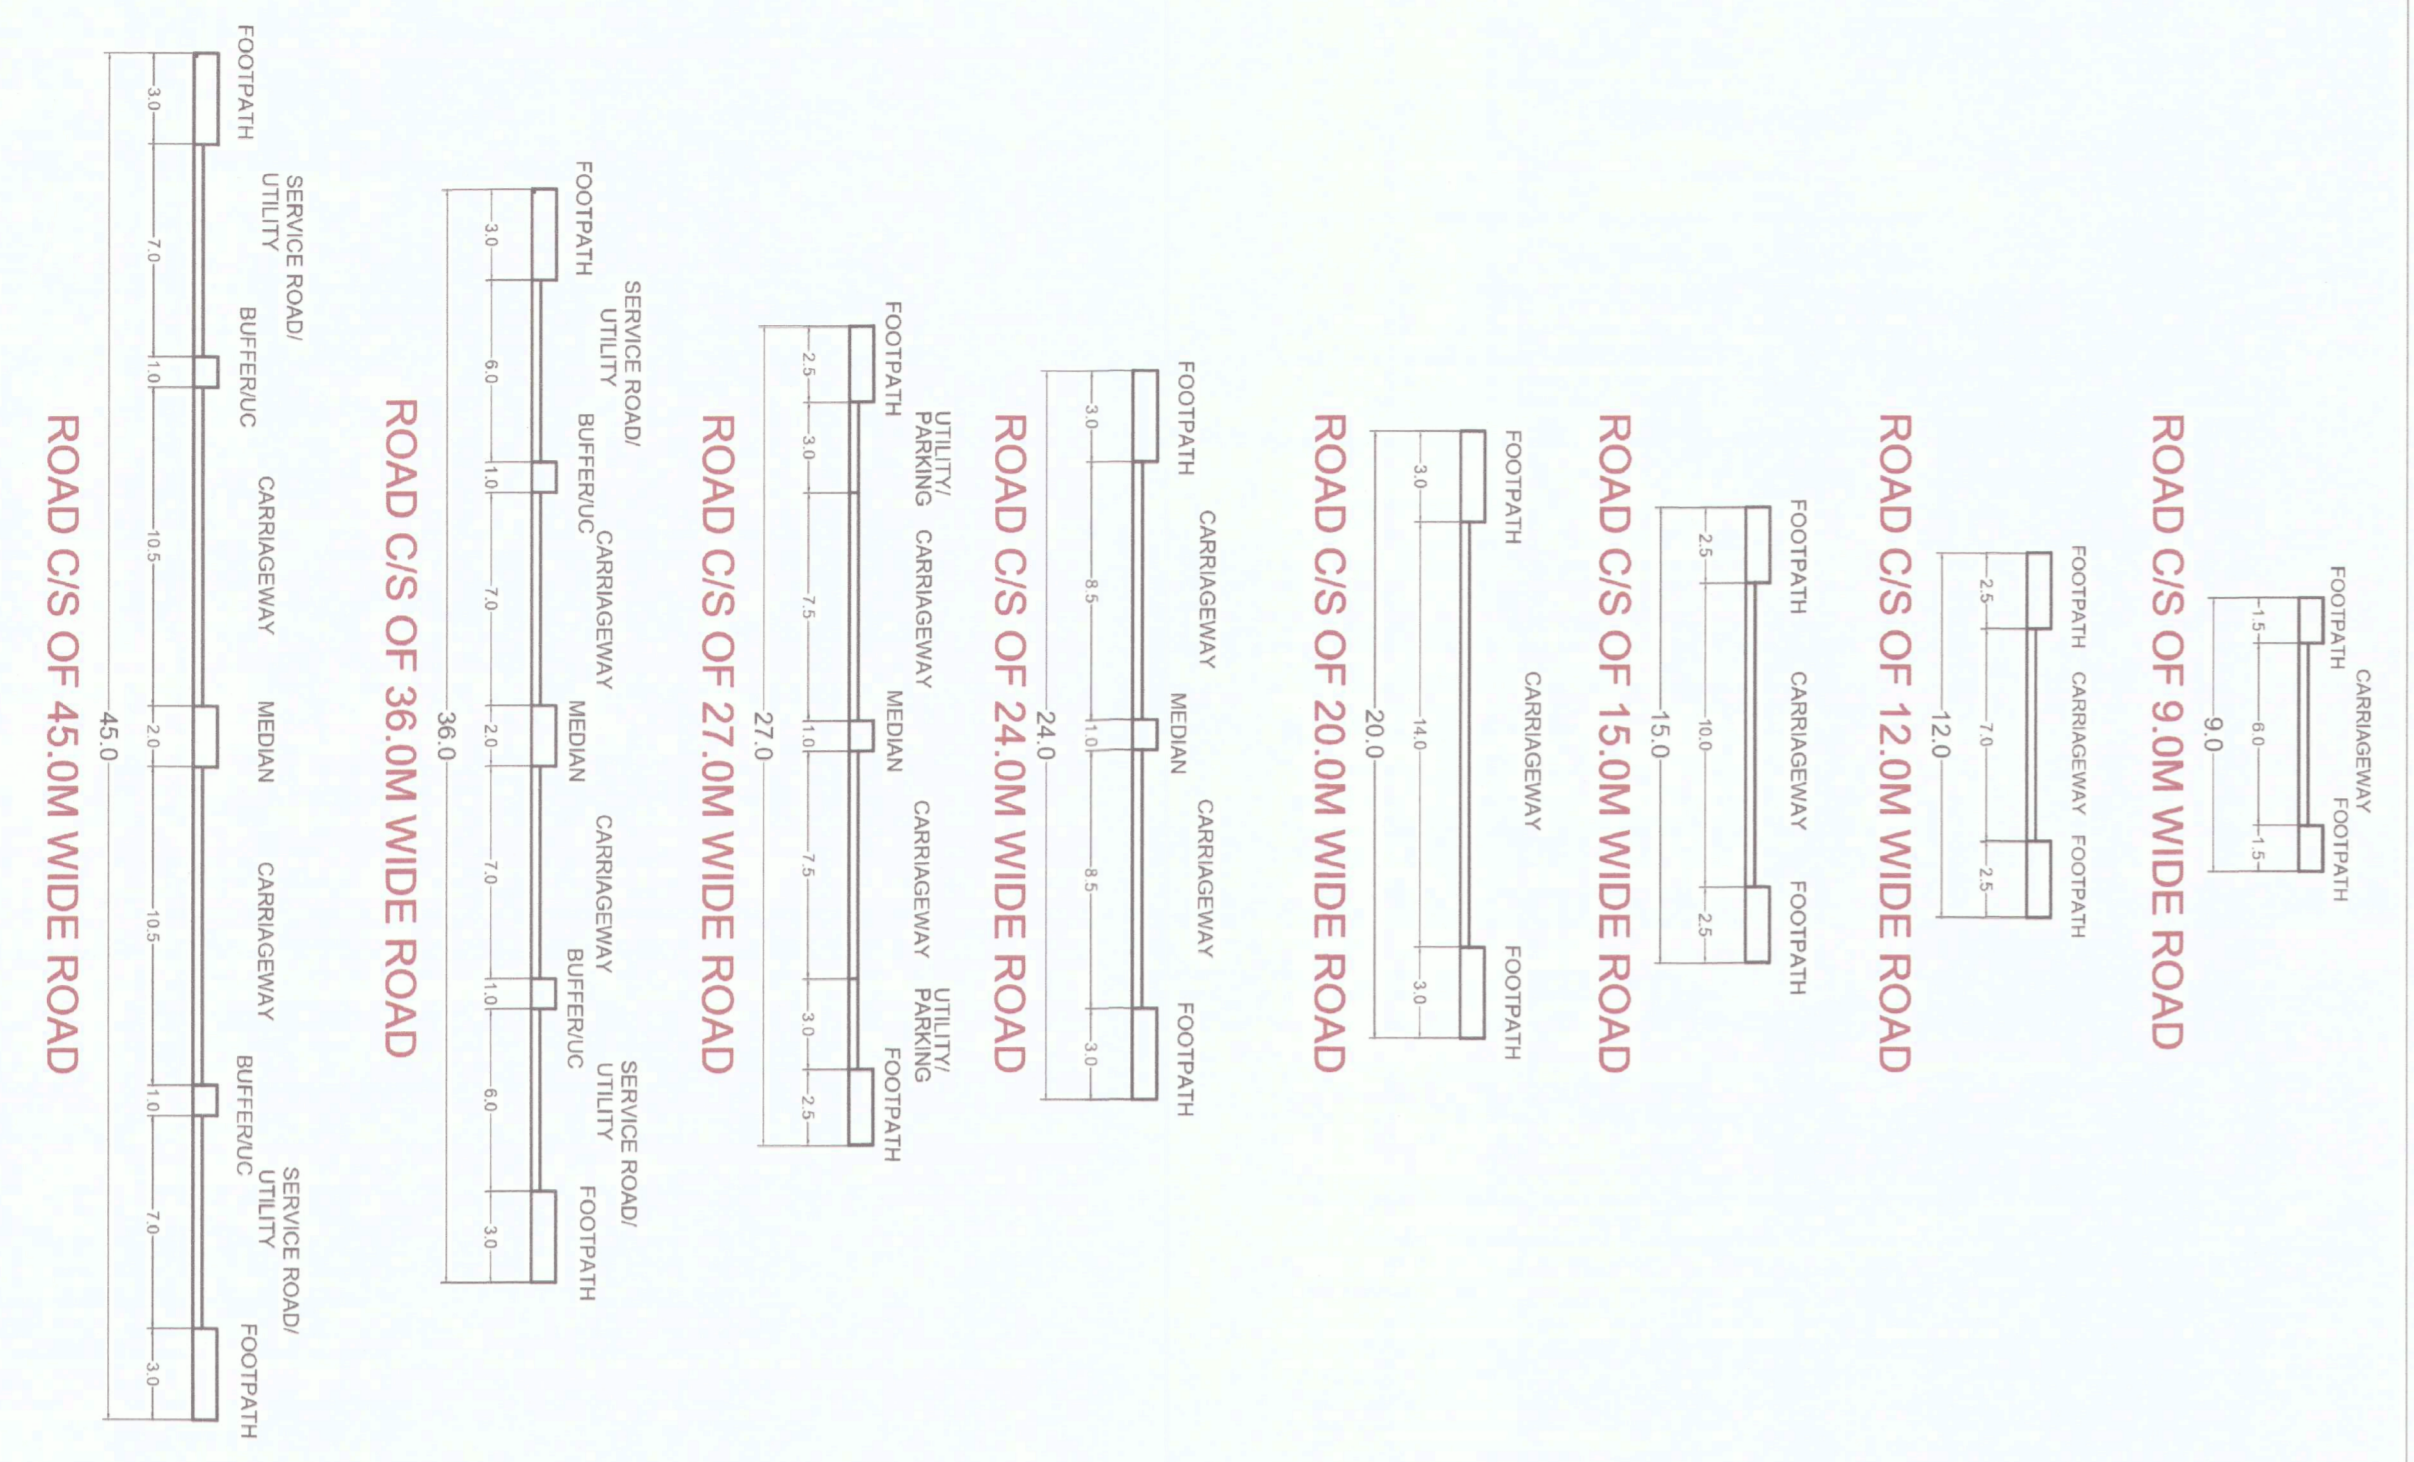 CARRIAGEWAY
FOOTPATH FOOTPATH
1.5 6.0 1.5
9.0
ROAD C/S OF 9.0M WIDE ROAD
FOOTPATH CARRIAGEWAY FOOTPATH
2.5 7.0 2.5
12.0
ROAD C/S OF 12.0M WIDE ROAD
FOOTPATH CARRIAGEWAY FOOTPATH
2.5 10.0 2.5
15.0
ROAD C/S OF 15.0M WIDE ROAD
CARRIAGEWAY
FOOTPATH FOOTPATH
3.0 14.0 3.0
20.0
ROAD C/S OF 20.0M WIDE ROAD
CARRIAGEWAY CARRIAGEWAY
FOOTPATH MEDIAN FOOTPATH
3.0 8.5 1.0 8.5 3.0
24.0
ROAD C/S OF 24.0M WIDE ROAD
UTILITY/ UTILITY/
PARKING CARRIAGEWAY CARRIAGEWAY PARKING
FOOTPATH MEDIAN FOOTPATH
2.5 3.0 7.5 1.0 7.5 3.0 2.5
27.0
ROAD C/S OF 27.0M WIDE ROAD
SERVICE ROAD/ SERVICE ROAD/
UTILITY CARRIAGEWAY CARRIAGEWAY UTILITY
FOOTPATH BUFFER/UC MEDIAN BUFFER/UC FOOTPATH
3.0 6.0 1.0 7.0 2.0 7.0 1.0 6.0 3.0
36.0
ROAD C/S OF 36.0M WIDE ROAD
SERVICE ROAD/ SERVICE ROAD/
UTILITY CARRIAGEWAY MEDIAN CARRIAGEWAY UTILITY
FOOTPATH BUFFER/UC BUFFER/UC FOOTPATH
3.0 7.0 1.0 10.5 2.0 10.5 1.0 7.0 3.0
45.0
ROAD C/S OF 45.0M WIDE ROAD